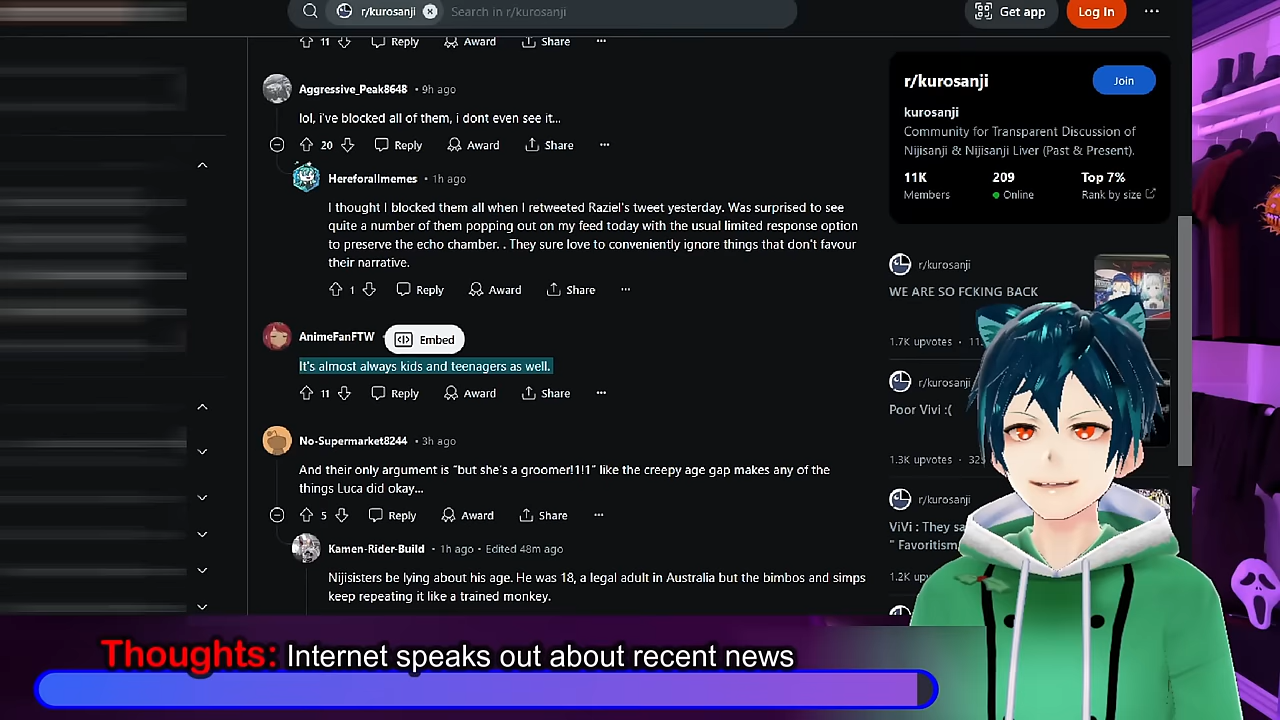 r/kurosanji
Search in r/kurosanji
Get app
Log In
11 Reply Award Share
Aggressive_Peak8648 • 9h ago
lol, i've blocked all of them, i dont even see it...
20 Reply Award Share
Hereforallmemes • 1h ago
I thought I blocked them all when I retweeted Raziel's tweet yesterday. Was surprised to see
quite a number of them popping out on my feed today with the usual limited response option
to preserve the echo chamber. . They sure love to conveniently ignore things that don't favour
their narrative.
1 Reply Award Share
AnimeFanFTW
Embed
It's almost always kids and teenagers as well.
11 Reply Award Share
No-Supermarket8244 • 3h ago
And their only argument is "but she's a groomer!1!1" like the creepy age gap makes any of the
things Luca did okay...
5 Reply Award Share
Kamen-Rider-Build • 1h ago • Edited 48m ago
Nijisisters be lying about his age. He was 18, a legal adult in Australia but the bimbos and simps
keep repeating it like a trained monkey.
r/kurosanji
Join
kurosanji
Community for Transparent Discussion of
Nijisanji & Nijisanji Liver (Past & Present).
11K 209 Top 7%
Members Online Rank by size
r/kurosanji
WE ARE SO FCKING BACK
1.7K upvotes • 11
r/kurosanji
Poor Vivi :(
1.3K upvotes • 32
r/kurosanji
ViVi : They sa
" Favoritism
1.2K
Thoughts: Internet speaks out about recent news